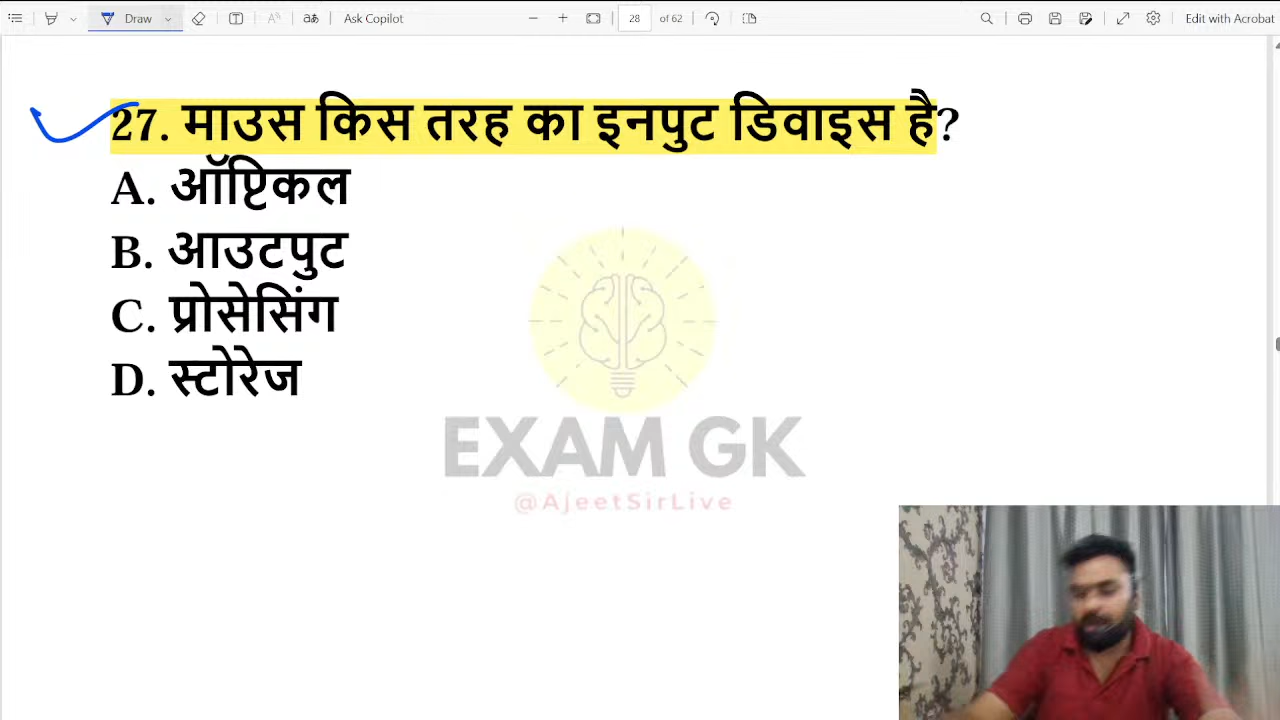 Draw
Ask Copilot
28
of 62
Edit with Acrobat
27. माउस किस तरह का इनपुट डिवाइस है?
A. ऑप्टिकल
B. आउटपुट
C. प्रोसेसिंग
D. स्टोरेज
EXAM GK
@AjeetSirLive